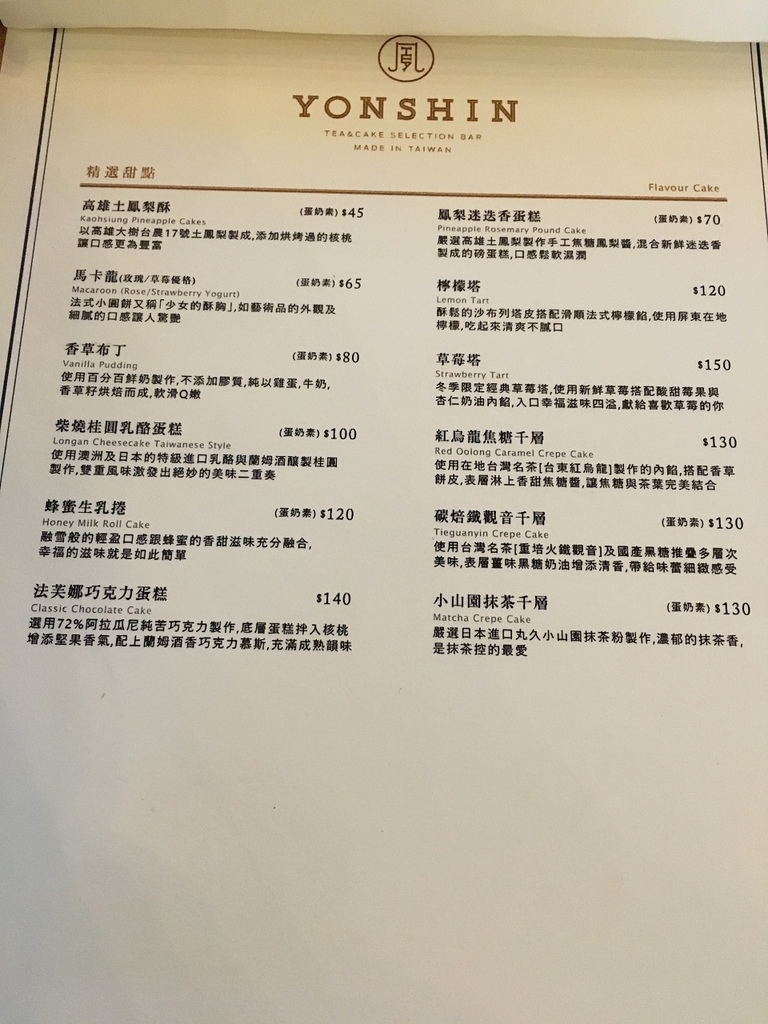 YONSHIN
TEA&CAKE SELECTION BAR
MADE IN TAIWAN
精選甜點
Flavour Cake
高雄土鳳梨酥 (蛋奶素) $45
Kaohsiung Pineapple Cakes
以高雄大樹台農17號土鳳梨製成,添加烘烤過的核桃
讓口感更為豐富
馬卡龍(玫瑰/草莓優格) (蛋奶素) $65
Macaroon (Rose/Strawberry Yogurt)
法式小圓餅又稱「少女的酥胸」,如藝術品的外觀及
細膩的口感讓人驚艷
香草布丁 (蛋奶素) $80
Vanilla Pudding
使用百分百鮮奶製作,不添加膠質,純以雞蛋,牛奶,
香草籽烘焙而成,軟滑Q嫩
柴燒桂圓乳酪蛋糕 (蛋奶素) $100
Longan Cheesecake Taiwanese Style
使用澳洲及日本的特級進口乳酪與蘭姆酒釀製桂圓
製作,雙重風味激發出絕妙的美味二重奏
蜂蜜生乳捲 (蛋奶素) $120
Honey Milk Roll Cake
融雪般的輕盈口感跟蜂蜜的香甜滋味充分融合,
幸福的滋味就是如此簡單
法芙娜巧克力蛋糕 $140
Classic Chocolate Cake
選用72%阿拉瓜尼純苦巧克力製作,底層蛋糕拌入核桃
增添堅果香氣,配上蘭姆酒香巧克力慕斯,充滿成熟韻味
鳳梨迷迭香蛋糕 (蛋奶素) $70
Pineapple Rosemary Pound Cake
嚴選高雄土鳳梨製作手工焦糖鳳梨醬,混合新鮮迷迭香
製成的磅蛋糕,口感鬆軟濕潤
檸檬塔 $120
Lemon Tart
酥鬆的沙布列塔皮搭配滑順法式檸檬餡,使用屏東在地
檸檬,吃起來清爽不膩口
草莓塔 $150
Strawberry Tart
冬季限定經典草莓塔,使用新鮮草莓搭配酸甜莓果與
杏仁奶油內餡,入口幸福滋味四溢,獻給喜歡草莓的你
紅烏龍焦糖千層 $130
Red Oolong Caramel Crepe Cake
使用在地台灣名茶[台東紅烏龍]製作的內餡,搭配香草
餅皮,表層淋上香甜焦糖醬,讓焦糖與茶葉完美結合
碳焙鐵觀音千層 (蛋奶素) $130
Tieguanyin Crepe Cake
使用台灣名茶[重培火鐵觀音]及國產黑糖推疊多層次
美味,表層薑味黑糖奶油增添清香,帶給味蕾細緻感受
小山園抹茶千層 (蛋奶素) $130
Matcha Crepe Cake
嚴選日本進口丸久小山園抹茶粉製作,濃郁的抹茶香,
是抹茶控的最愛